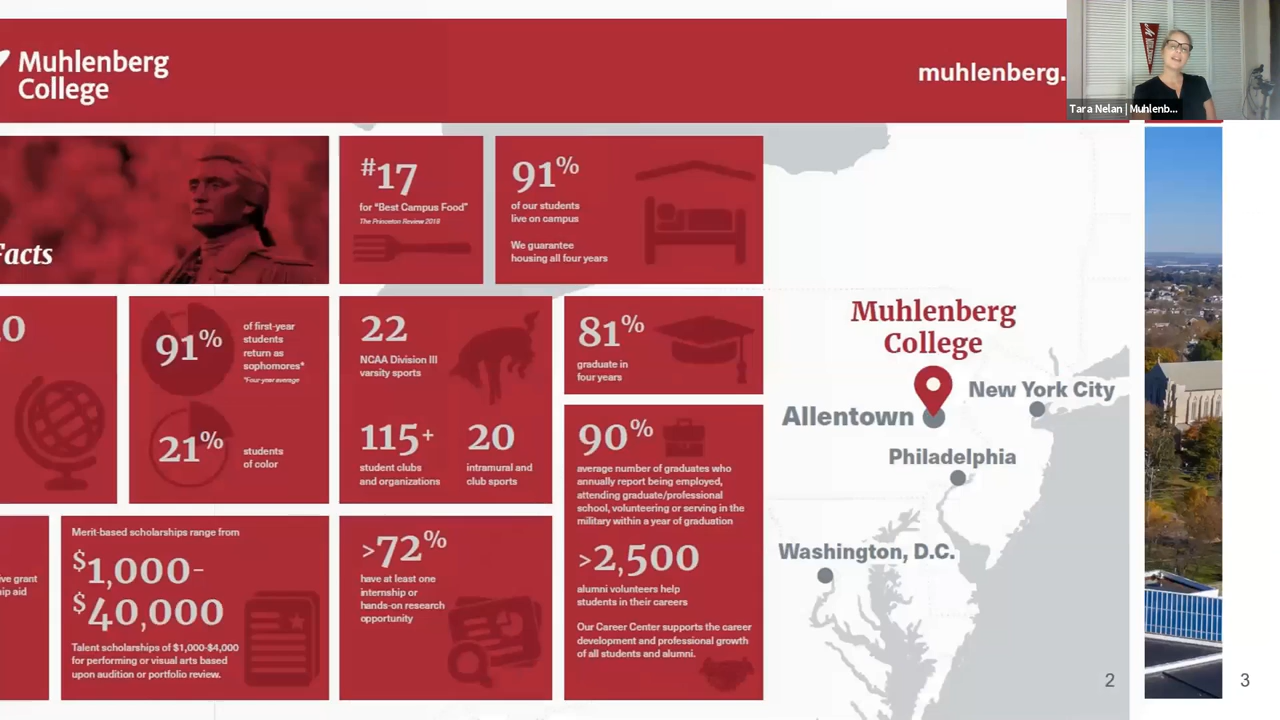 Muhlenberg
College
muhlenberg.
Tara Nelan | Muhlenb...
Facts
#17
for "Best Campus Food"
The Princeton Review 2018
91%
of our students
live on campus
We guarantee
housing all four years
0
91%
of first-year
students
return as
sophomores*
*Four-year average
21%
students
of color
22
NCAA Division III
varsity sports
115+
student clubs
and organizations
20
intramural and
club sports
81%
graduate in
four years
90%
average number of graduates who
annually report being employed,
attending graduate/professional
school, volunteering or serving in the
military within a year of graduation
>2,500
alumni volunteers help
students in their careers
Our Career Center supports the career
development and professional growth
of all students and alumni.
ive grant
ip aid
Merit-based scholarships range from
$1,000-
$40,000
Talent scholarships of $1,000-$4,000
for performing or visual arts based
upon audition or portfolio review.
>72%
have at least one
internship or
hands-on research
opportunity
Muhlenberg
College
New York City
Allentown
Philadelphia
Washington, D.C.
2
3